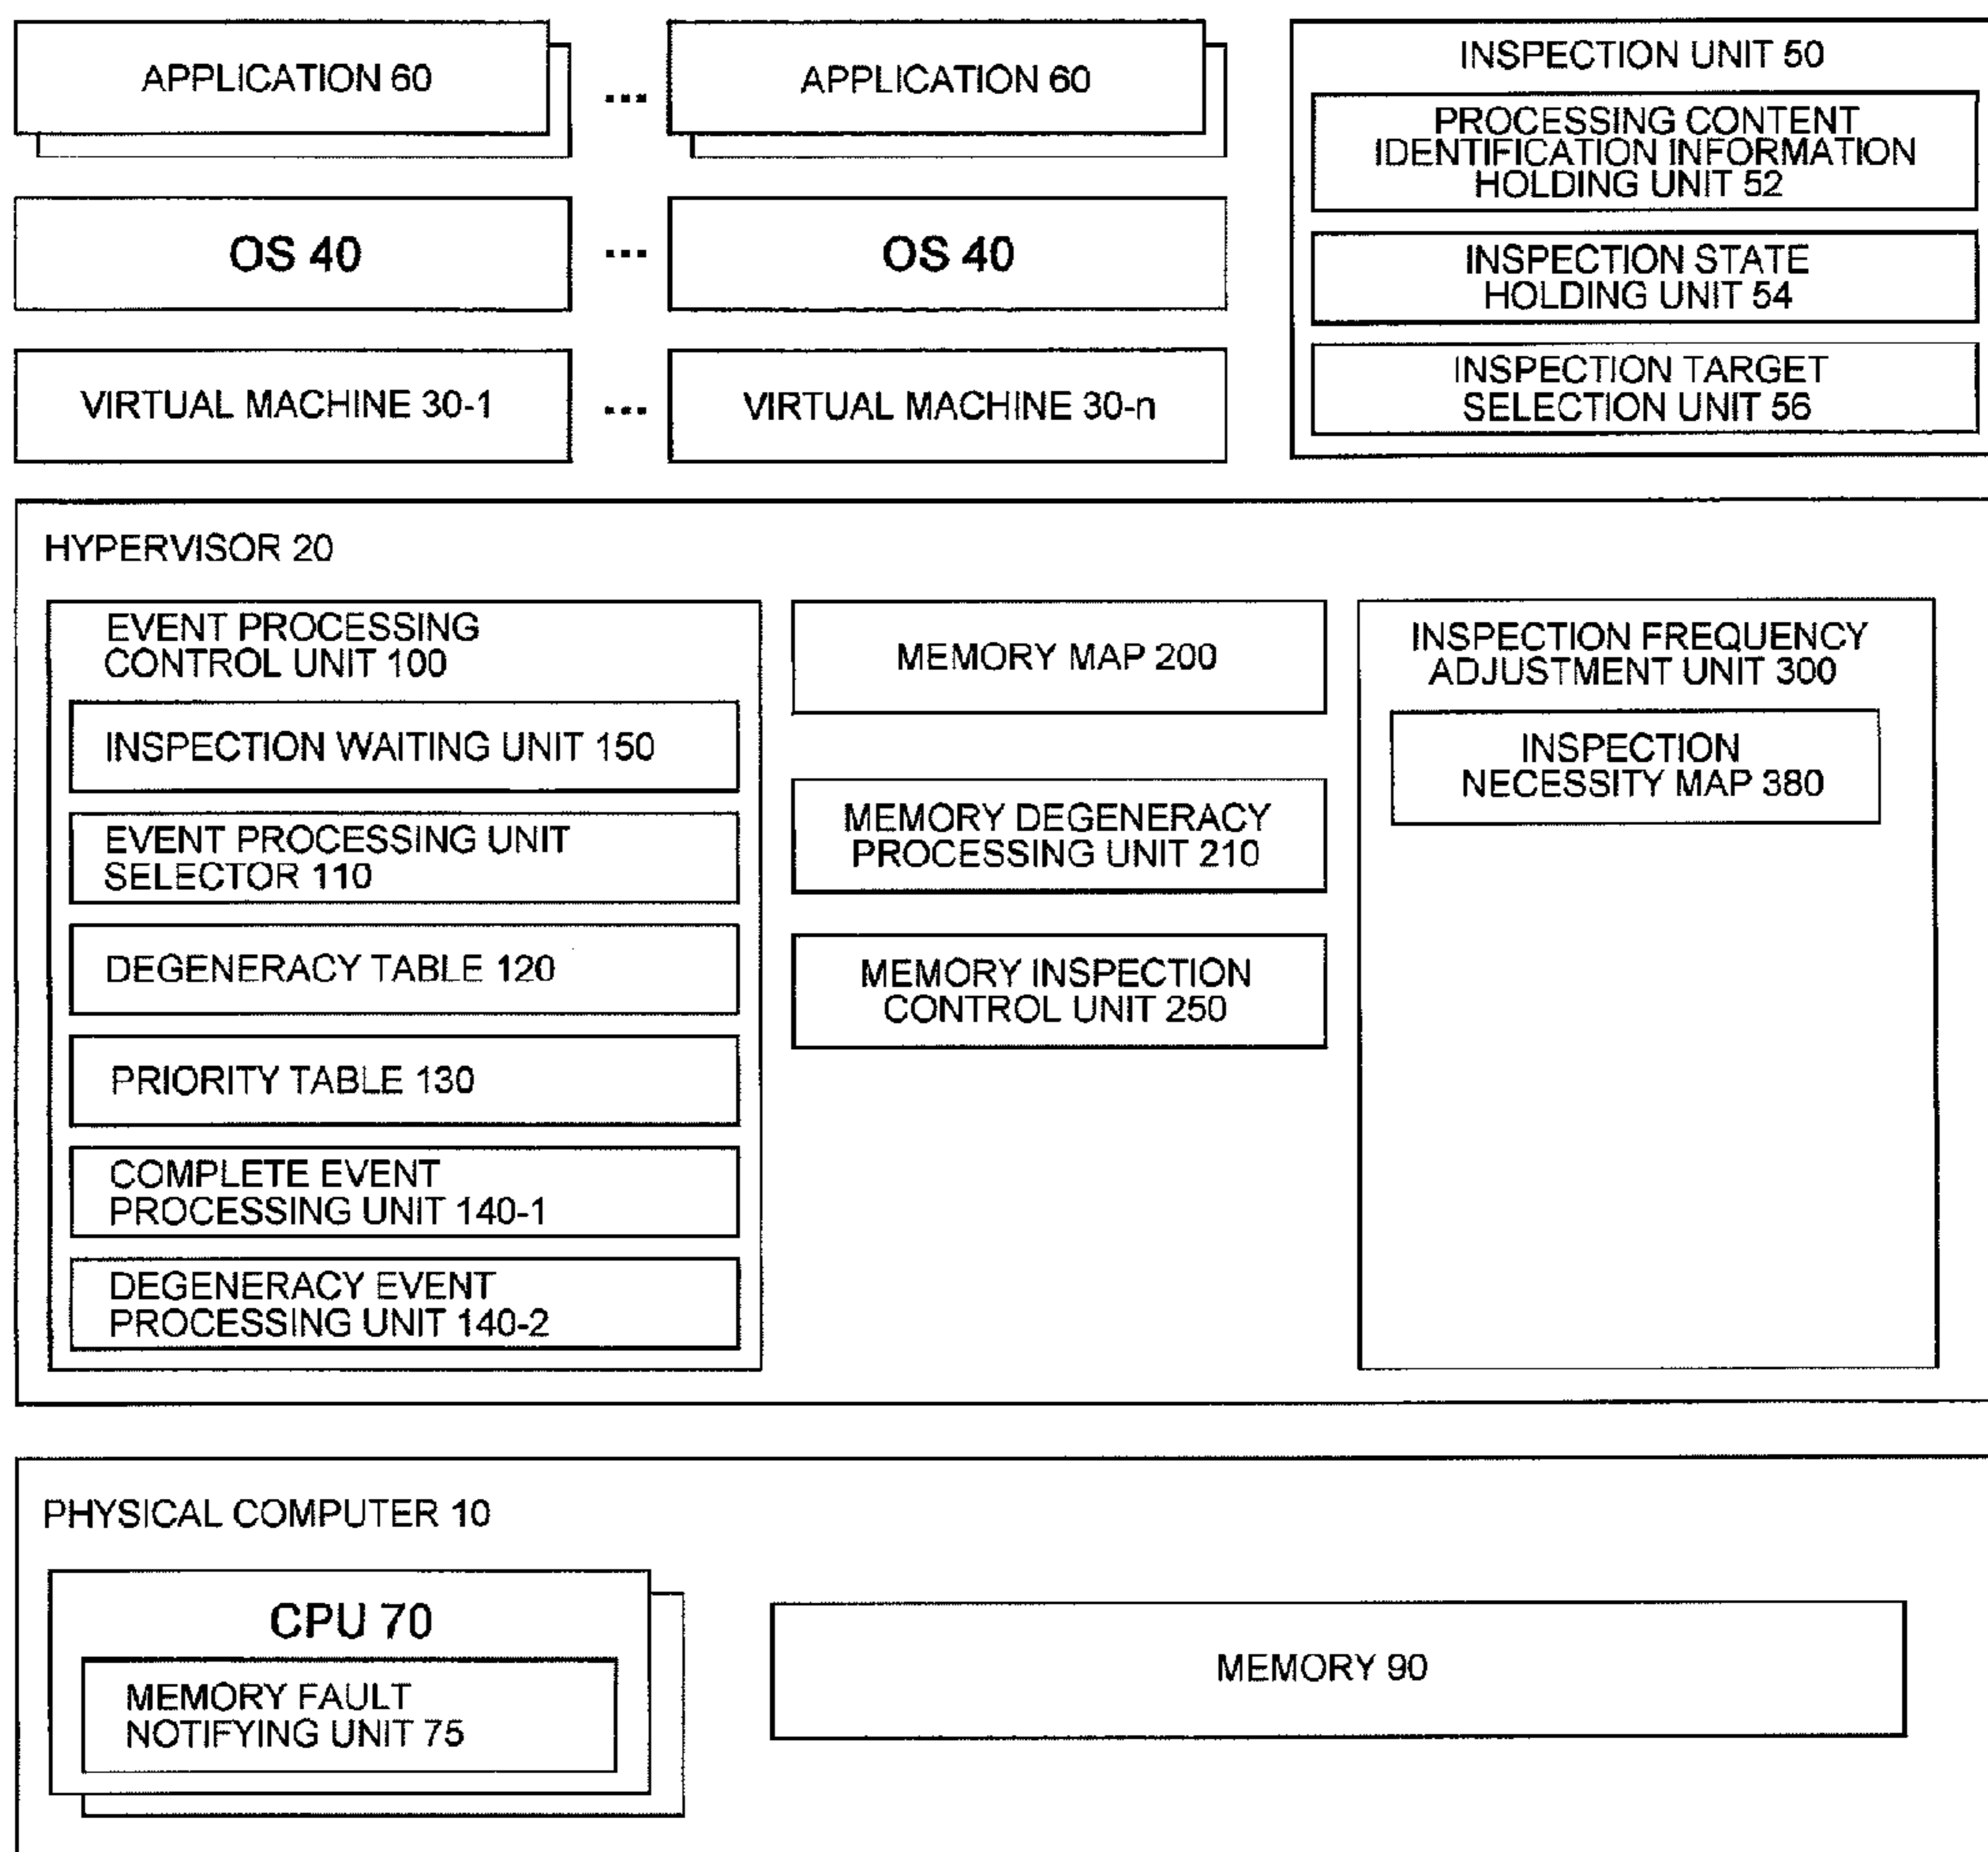 APPLICATION 60
...
APPLICATION 60
OS 40
...
OS 40
VIRTUAL MACHINE 30-1
...
VIRTUAL MACHINE 30-n
INSPECTION UNIT 50
PROCESSING CONTENT
IDENTIFICATION INFORMATION
HOLDING UNIT 52
INSPECTION STATE
HOLDING UNIT 54
INSPECTION TARGET
SELECTION UNIT 56
HYPERVISOR 20
EVENT PROCESSING
CONTROL UNIT 100
INSPECTION WAITING UNIT 150
EVENT PROCESSING UNIT
SELECTOR 110
DEGENERACY TABLE 120
PRIORITY TABLE 130
COMPLETE EVENT
PROCESSING UNIT 140-1
DEGENERACY EVENT
PROCESSING UNIT 140-2
MEMORY MAP 200
MEMORY DEGENERACY
PROCESSING UNIT 210
MEMORY INSPECTION
CONTROL UNIT 250
INSPECTION FREQUENCY
ADJUSTMENT UNIT 300
INSPECTION
NECESSITY MAP 380
PHYSICAL COMPUTER 10
CPU 70
MEMORY FAULT
NOTIFYING UNIT 75
MEMORY 90